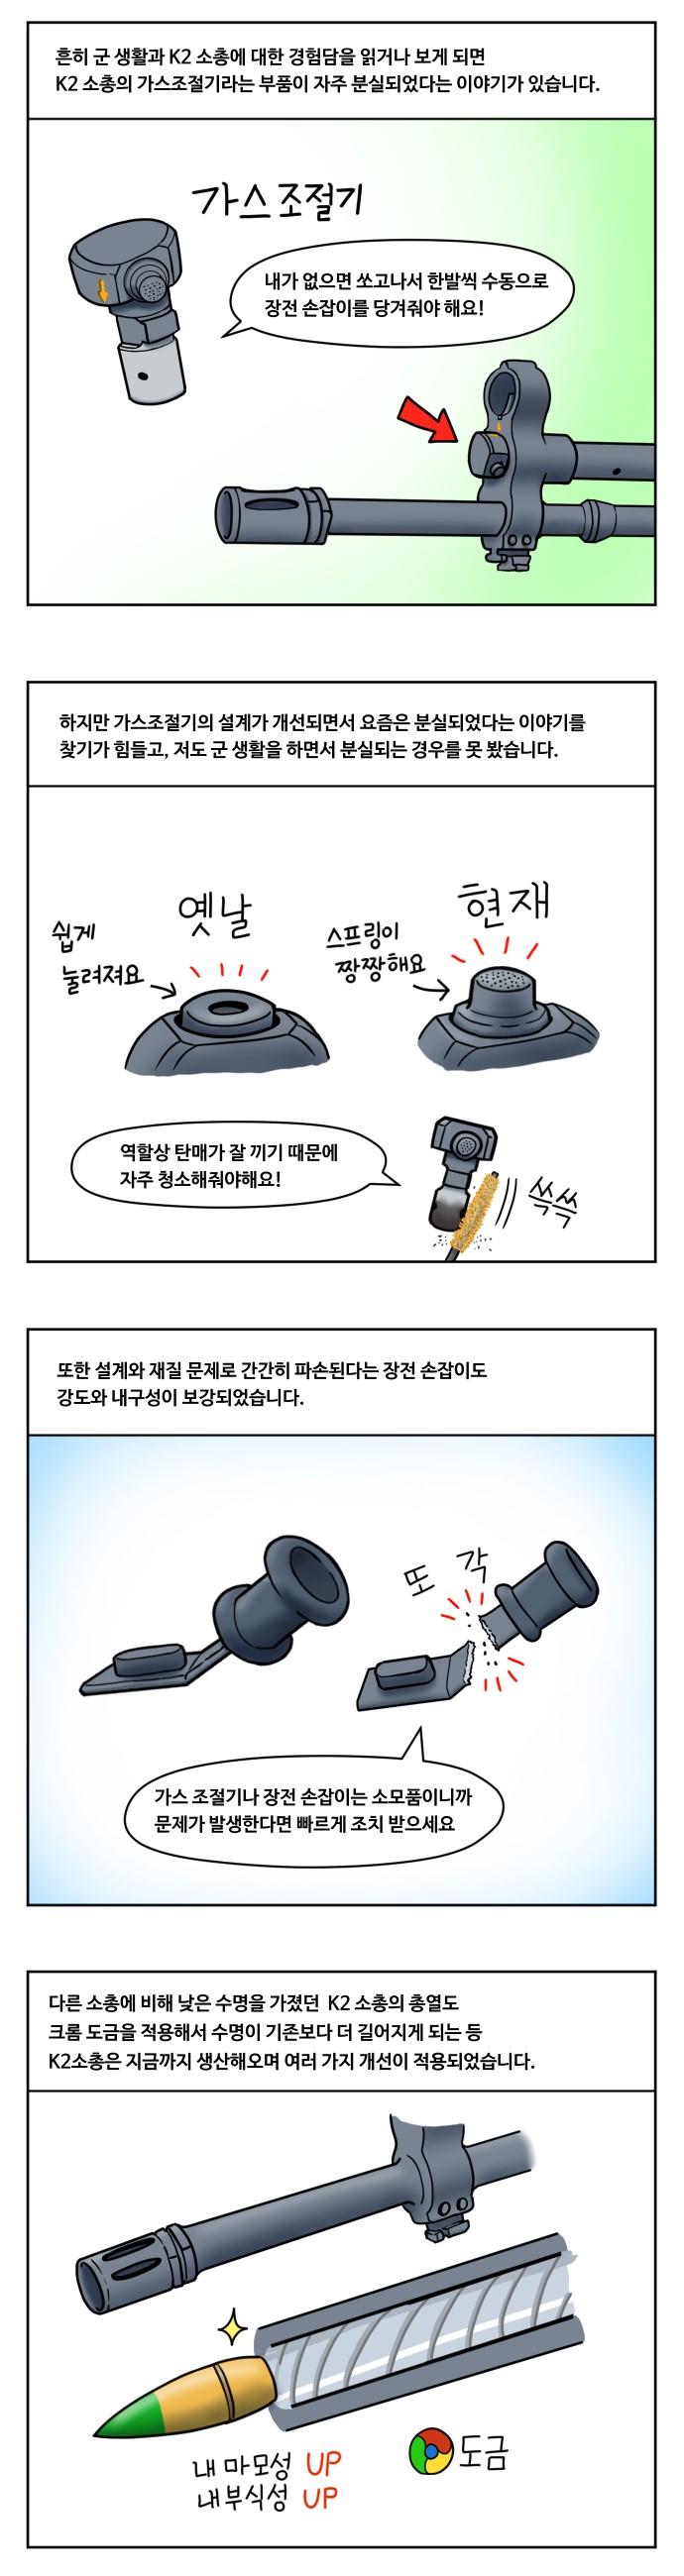 흔히 군 생활과 K2 소총에 대한 경험담을 읽거나 보게 되면
K2 소총의 가스조절기라는 부품이 자주 분실되었다는 이야기가 있습니다.
가스조절기
내가 없으면 쏘고나서 한발씩 수동으로
장전 손잡이를 당겨줘야 해요!
하지만 가스조절기의 설계가 개선되면서 요즘은 분실되었다는 이야기를
찾기가 힘들고, 저도 군 생활을 하면서 분실되는 경우를 못 봤습니다.
옛날
쉽게
눌려져요
현재
스프링이
짱짱해요
역할상 탄매가 잘 끼기 때문에
자주 청소해줘야해요!
쓱쓱
또한 설계와 재질 문제로 간간히 파손된다는 장전 손잡이도
강도와 내구성이 보강되었습니다.
또각
가스 조절기나 장전 손잡이는 소모품이니까
문제가 발생한다면 빠르게 조치 받으세요
다른 소총에 비해 낮은 수명을 가졌던 K2 소총의 총열도
크롬 도금을 적용해서 수명이 기존보다 더 길어지게 되는 등
K2소총은 지금까지 생산해오며 여러 가지 개선이 적용되었습니다.
내마모성 UP
내부식성 UP
도금